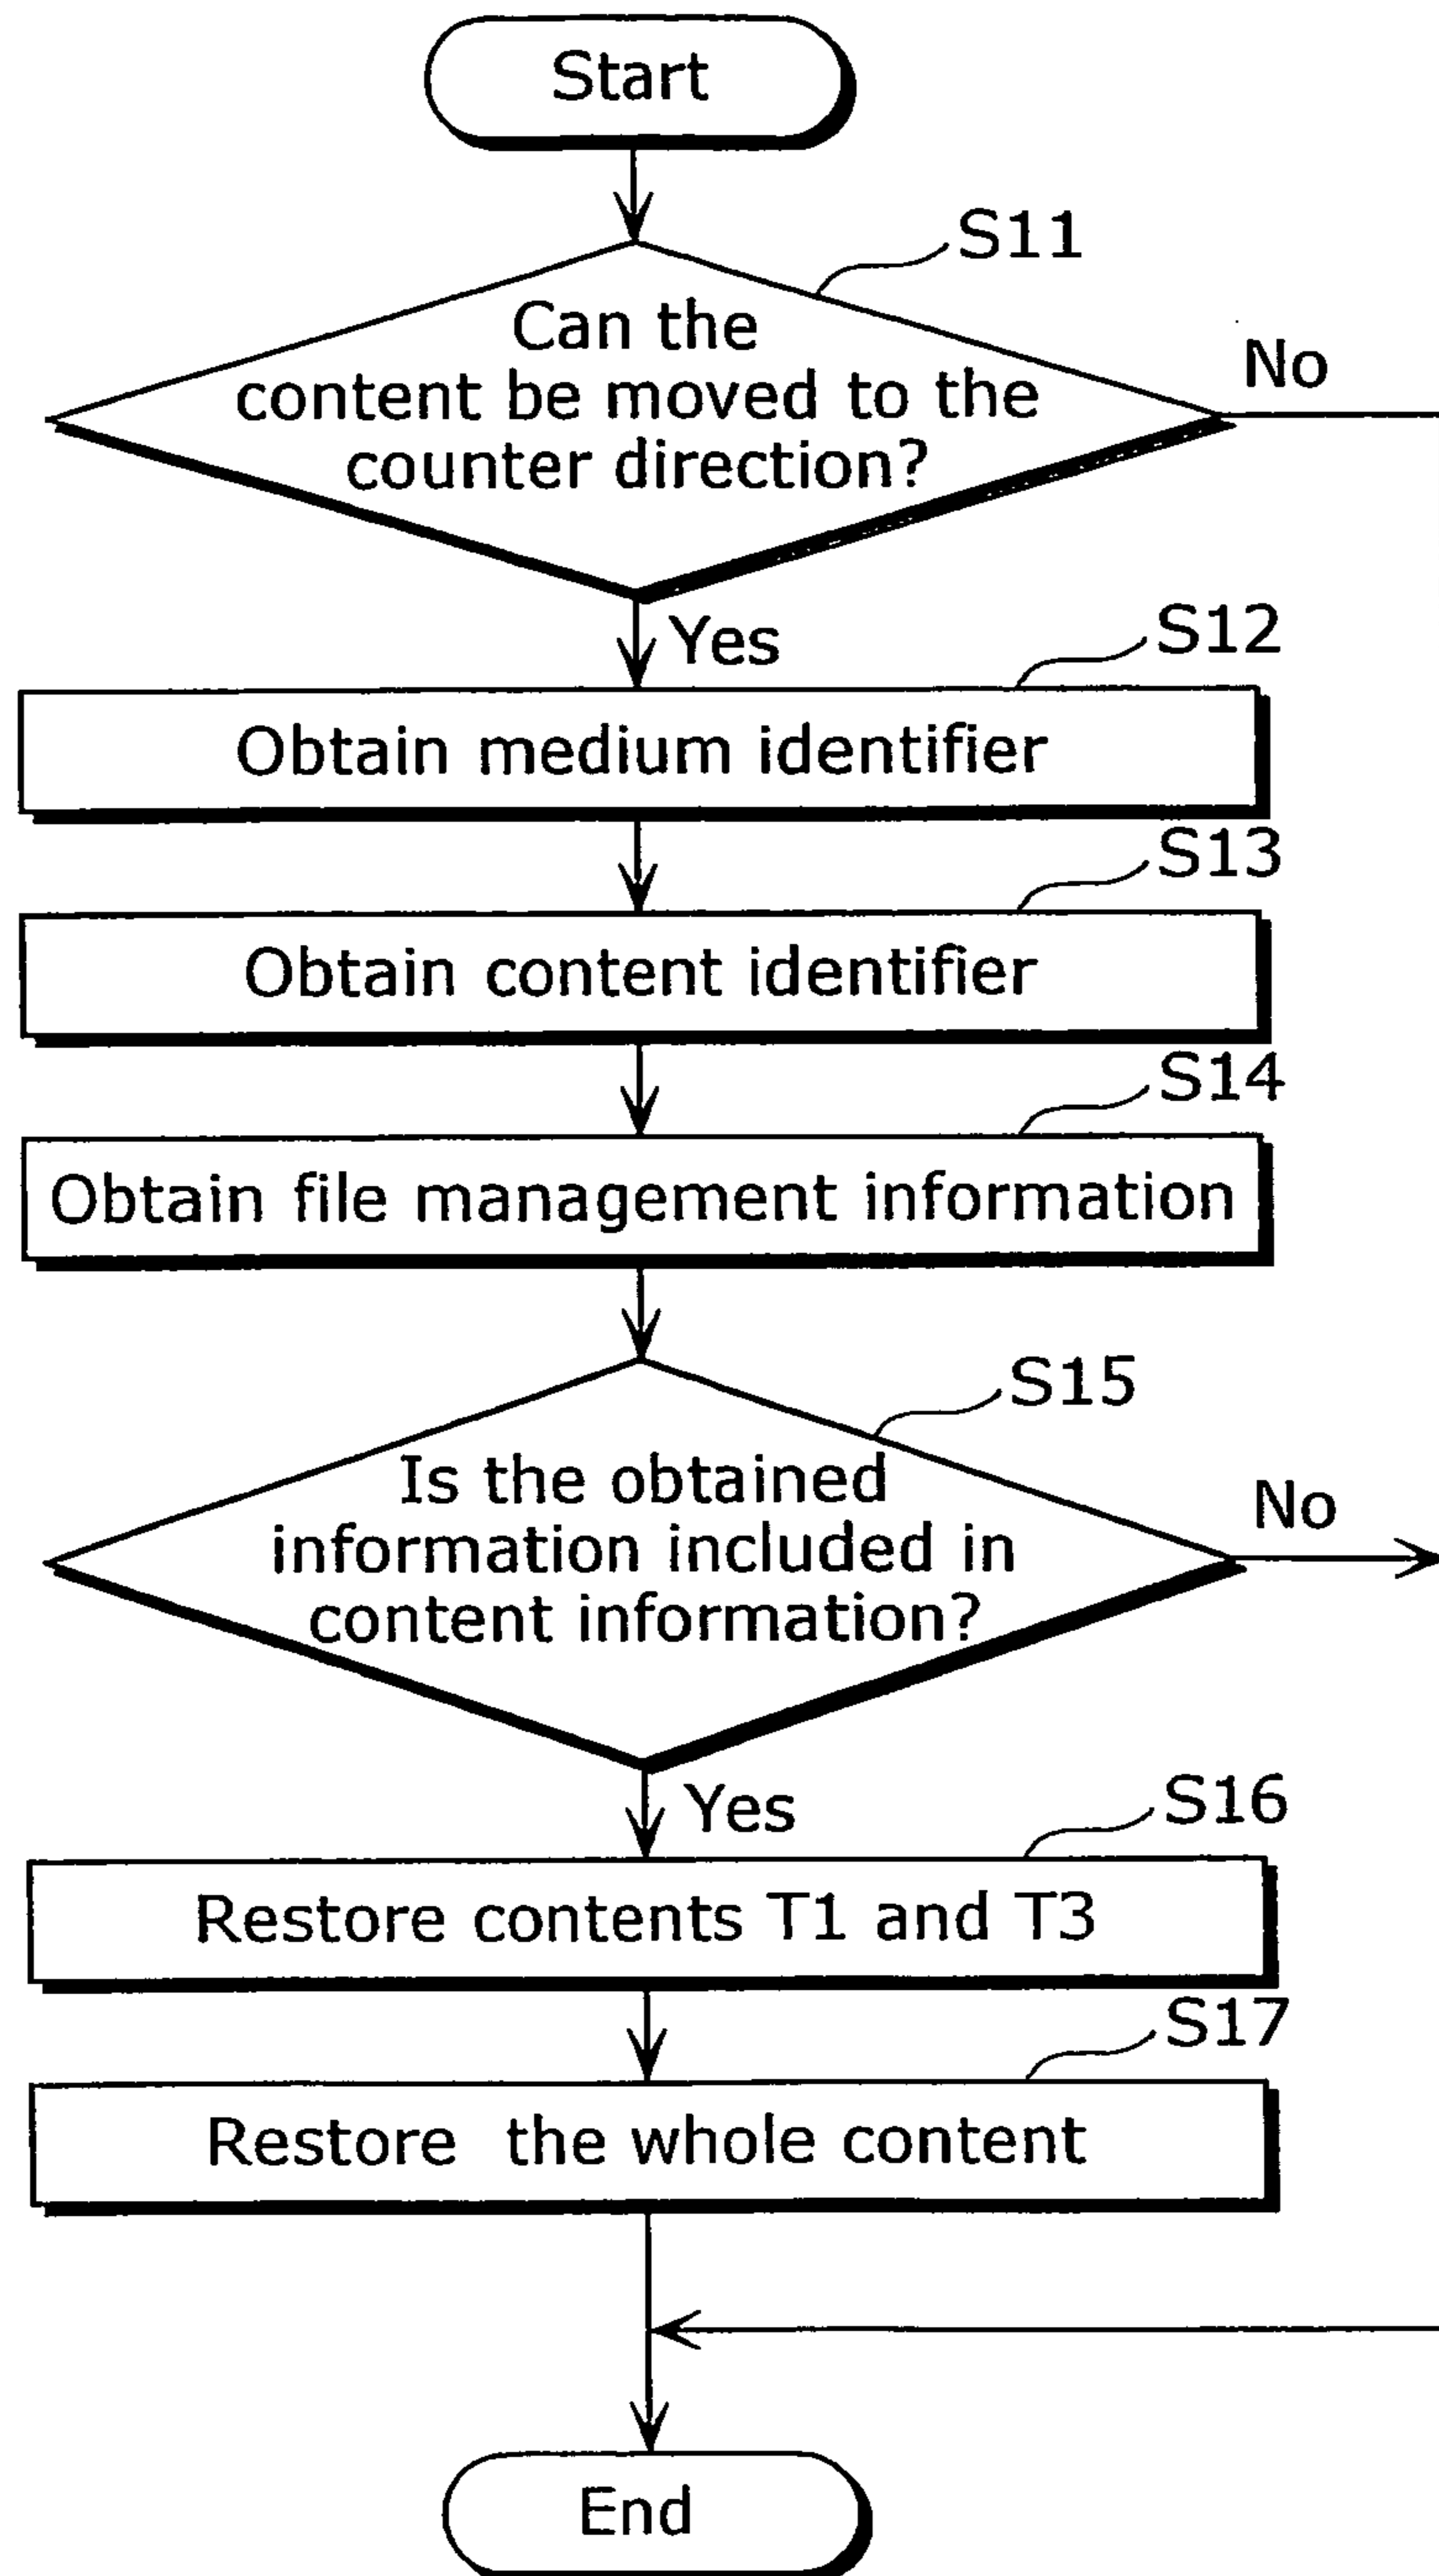 Start
S11
Can the
No
content be moved to the
counter direction?
Yes
S12
Obtain medium identifier
S13
Obtain content identifier
S14
Obtain file management information
S15
Is the obtained
No
information included in
content information?
Yes
S16
Restore contents T1 and T3
S17
Restore the whole content
End